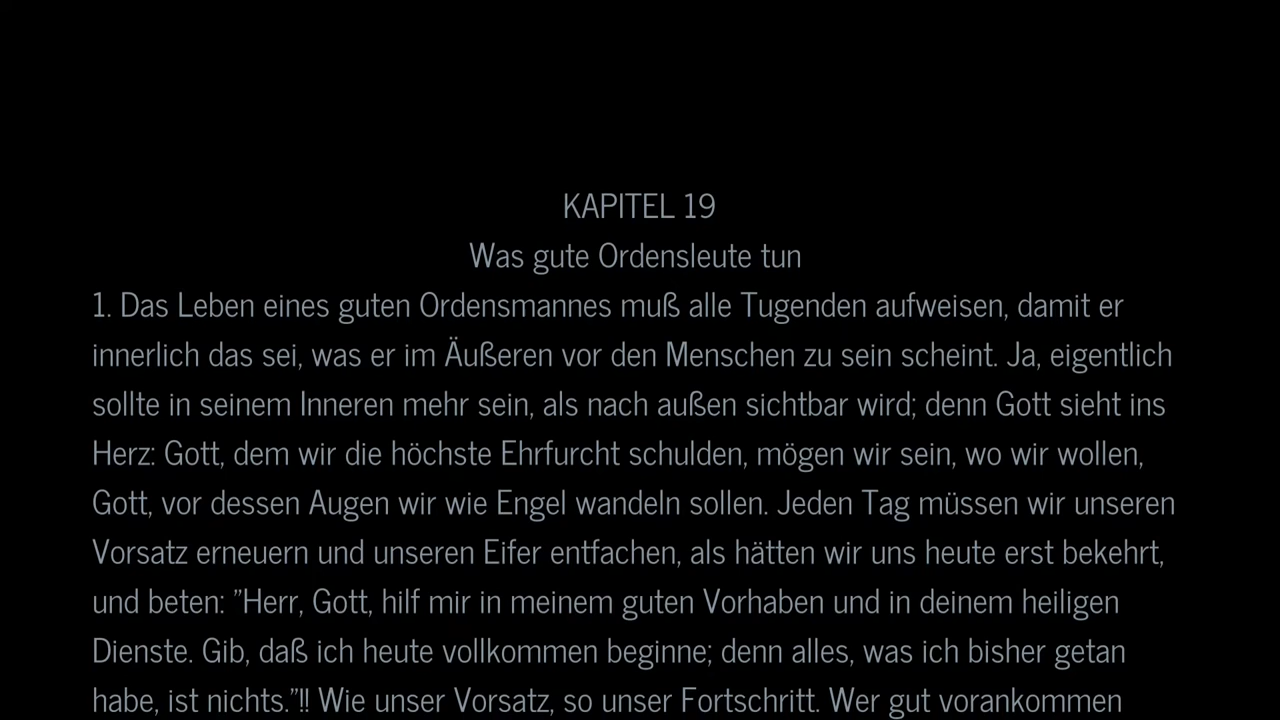 KAPITEL 19
Was gute Ordensleute tun
1. Das Leben eines guten Ordensmannes muß alle Tugenden aufweisen, damit er
innerlich das sei, was er im Äußeren vor den Menschen zu sein scheint. Ja, eigentlich
sollte in seinem Inneren mehr sein, als nach außen sichtbar wird; denn Gott sieht ins
Herz: Gott, dem wir die höchste Ehrfurcht schulden, mögen wir sein, wo wir wollen,
Gott, vor dessen Augen wir wie Engel wandeln sollen. Jeden Tag müssen wir unseren
Vorsatz erneuern und unseren Eifer entfachen, als hätten wir uns heute erst bekehrt,
und beten: ”Herr, Gott, hilf mir in meinem guten Vorhaben und in deinem heiligen
Dienste. Gib, daß ich heute vollkommen beginne; denn alles, was ich bisher getan
habe, ist nichts.”!! Wie unser Vorsatz, so unser Fortschritt. Wer gut vorankommen